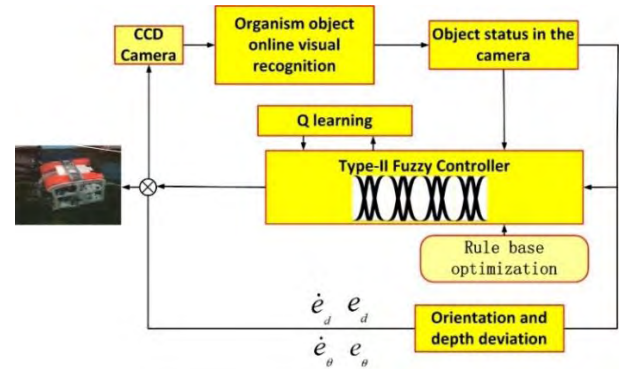 CCD
Camera
Organism object
online visual
recognition
Object status in the
camera
Q learning
Type-II Fuzzy Controller
Rule base
optimization
ė_d e_d
ė_θ e_θ
Orientation and
depth deviation